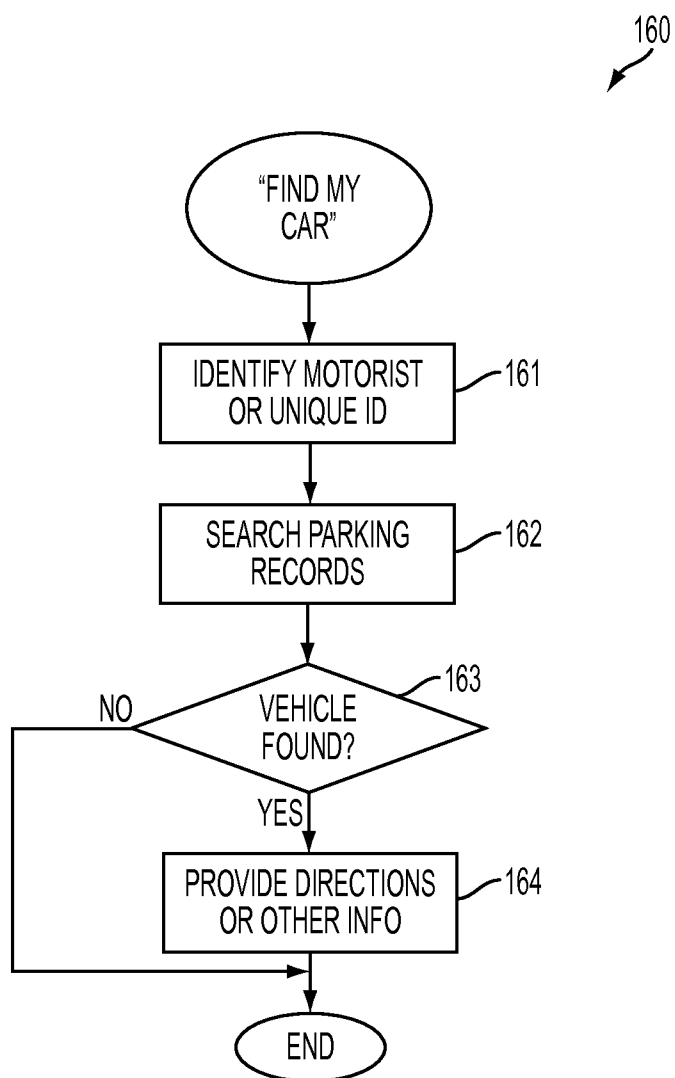 160
“FIND MY
CAR”
IDENTIFY MOTORIST
OR UNIQUE ID
161
SEARCH PARKING
RECORDS
162
163
NO
VEHICLE
FOUND?
YES
PROVIDE DIRECTIONS
OR OTHER INFO
164
END